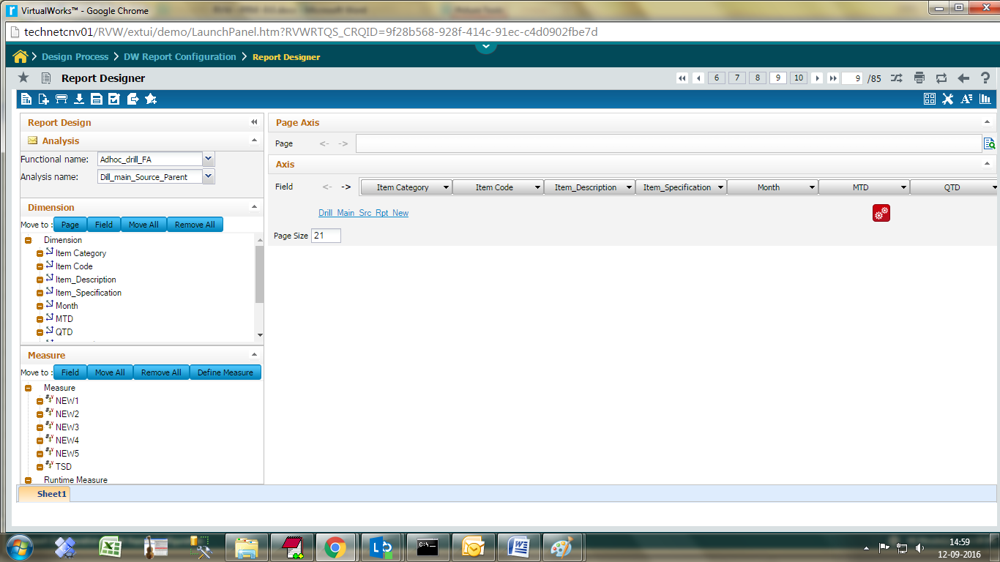 VirtualWorks™ - Google Chrome
technetcnv01/RVW/extui/demo/LaunchPanel.htm?RVWRTQS_CRQID=9f28b568-928f-414c-91ec-c4d0902fbe7d
Design Process > DW Report Configuration > Report Designer
Report Designer
6 7 8 9 10 9 /85
Report Design
Analysis
Functional name: Adhoc_drill_FA
Analysis name: Dill_main_Source_Parent
Dimension
Move to : Page Field Move All Remove All
Dimension
Item Category
Item Code
Item_Description
Item_Specification
Month
MTD
QTD
Measure
Move to : Field Move All Remove All Define Measure
Measure
NEW1
NEW2
NEW3
NEW4
NEW5
TSD
Runtime Measure
Page Axis
Page <- ->
Axis
Field <- -> Item Category Item Code Item_Description Item_Specification Month MTD QTD
Drill_Main_Src_Rpt_New
Page Size 21
Sheet1
14:59
12-09-2016